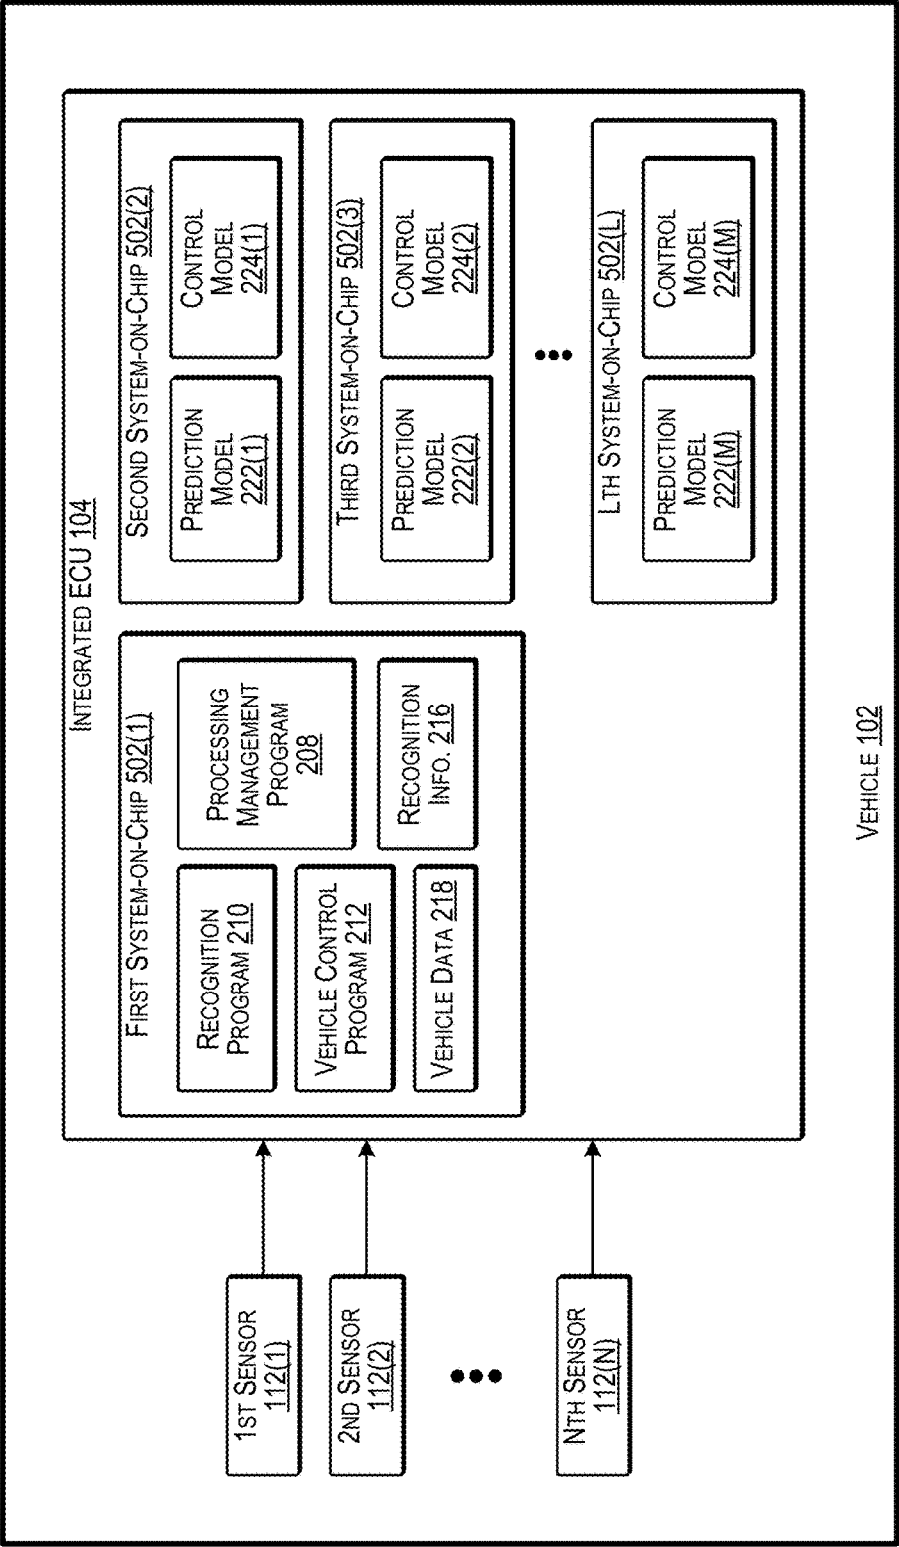 INTEGRATED ECU 104
FIRST SYSTEM-ON-CHIP 502(1)
RECOGNITION
PROGRAM 210
PROCESSING
MANAGEMENT
PROGRAM
208
VEHICLE CONTROL
PROGRAM 212
VEHICLE DATA 218
RECOGNITION
INFO. 216
SECOND SYSTEM-ON-CHIP 502(2)
PREDICTION
MODEL
222(1)
CONTROL
MODEL
224(1)
THIRD SYSTEM-ON-CHIP 502(3)
PREDICTION
MODEL
222(2)
CONTROL
MODEL
224(2)
LTH SYSTEM-ON-CHIP 502(L)
PREDICTION
MODEL
222(M)
CONTROL
MODEL
224(M)
1ST SENSOR
112(1)
2ND SENSOR
112(2)
NTH SENSOR
112(N)
VEHICLE 102